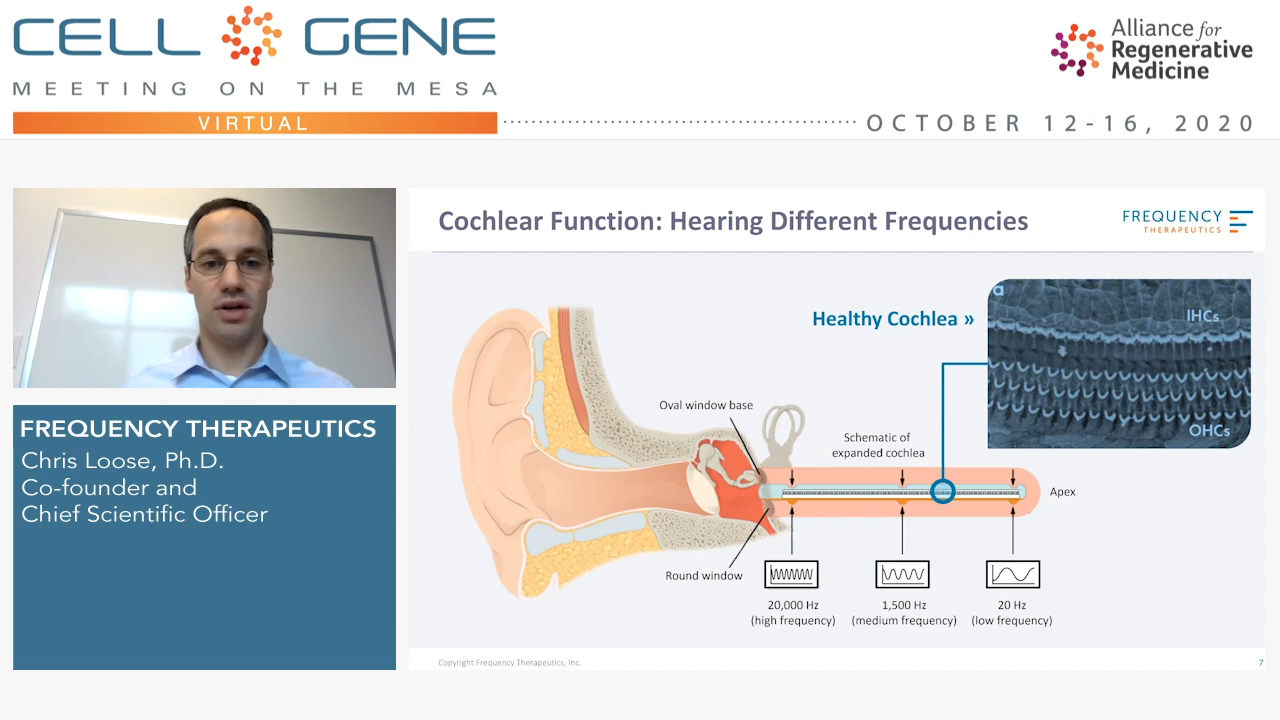 CELL GENE
MEETING ON THE MESA
VIRTUAL
Alliance for
Regenerative
Medicine
OCTOBER 12-16, 2020
FREQUENCY THERAPEUTICS
Chris Loose, Ph.D.
Co-founder and
Chief Scientific Officer
Cochlear Function: Hearing Different Frequencies
FREQUENCY
THERAPEUTICS
Healthy Cochlea »
a
IHCs
OHCs
Oval window base
Schematic of
expanded cochlea
Apex
Round window
20,000 Hz
(high frequency)
1,500 Hz
(medium frequency)
20 Hz
(low frequency)
Copyright Frequency Therapeutics, Inc.
7